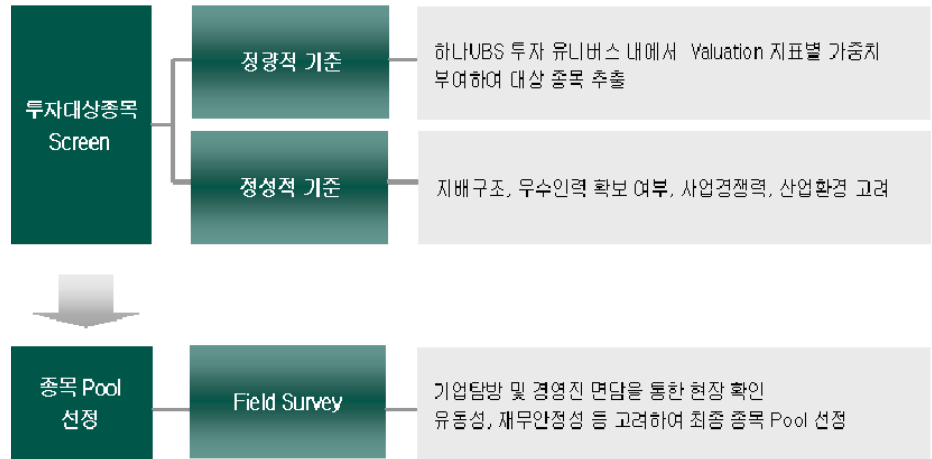 투자대상종목
Screen
정량적 기준
하나UBS 투자 유니버스 내에서 Valuation 지표별 가중치
부여하여 대상 종목 추출
정성적 기준
지배구조, 우수인력 확보 여부, 사업경쟁력, 산업환경 고려
종목 Pool
선정
Field Survey
기업탐방 및 경영진 면담을 통한 현장 확인
유동성, 재무안정성 등 고려하여 최종 종목 Pool 선정